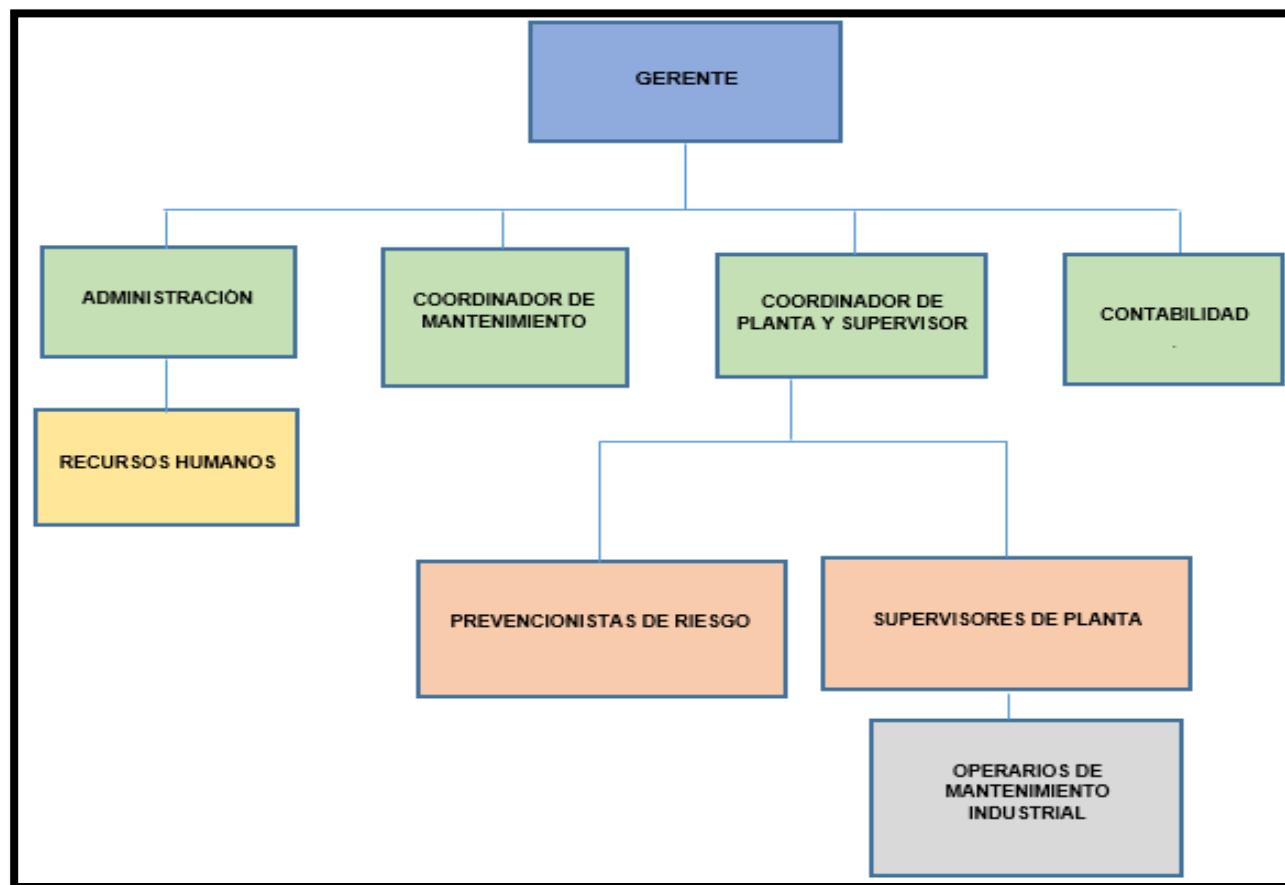 GERENTE
ADMINISTRACIÓN
COORDINADOR DE
MANTENIMIENTO
COORDINADOR DE
PLANTA Y SUPERVISOR
CONTABILIDAD
.
RECURSOS HUMANOS
PREVENCIONISTAS DE RIESGO
SUPERVISORES DE PLANTA
OPERARIOS DE
MANTENIMIENTO
INDUSTRIAL